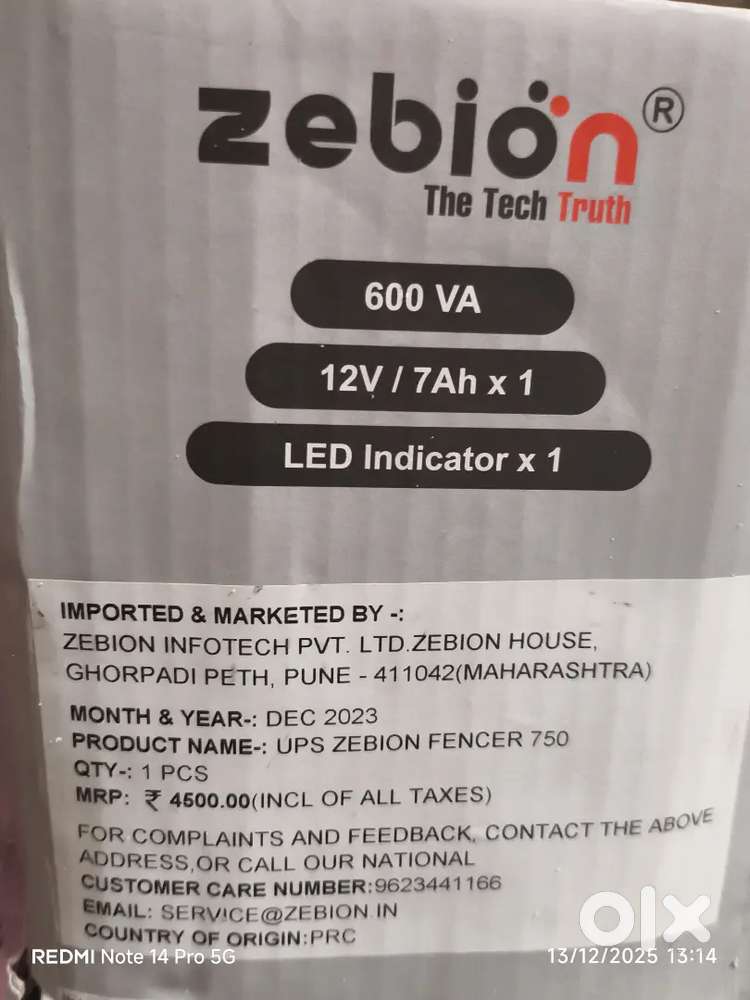 zebion®
The Tech Truth
600 VA
12V / 7Ah x 1
LED Indicator x 1
IMPORTED & MARKETED BY -:
ZEBION INFOTECH PVT. LTD.ZEBION HOUSE,
GHORPADI PETH, PUNE - 411042(MAHARASHTRA)
MONTH & YEAR-: DEC 2023
PRODUCT NAME-: UPS ZEBION FENCER 750
QTY-: 1 PCS
MRP: ₹ 4500.00(INCL OF ALL TAXES)
FOR COMPLAINTS AND FEEDBACK, CONTACT THE ABOVE
ADDRESS,OR CALL OUR NATIONAL
CUSTOMER CARE NUMBER:9623441166
EMAIL: SERVICE@ZEBION.IN
COUNTRY OF ORIGIN:PRC
olx
REDMI Note 14 Pro 5G
13/12/2025 13:14